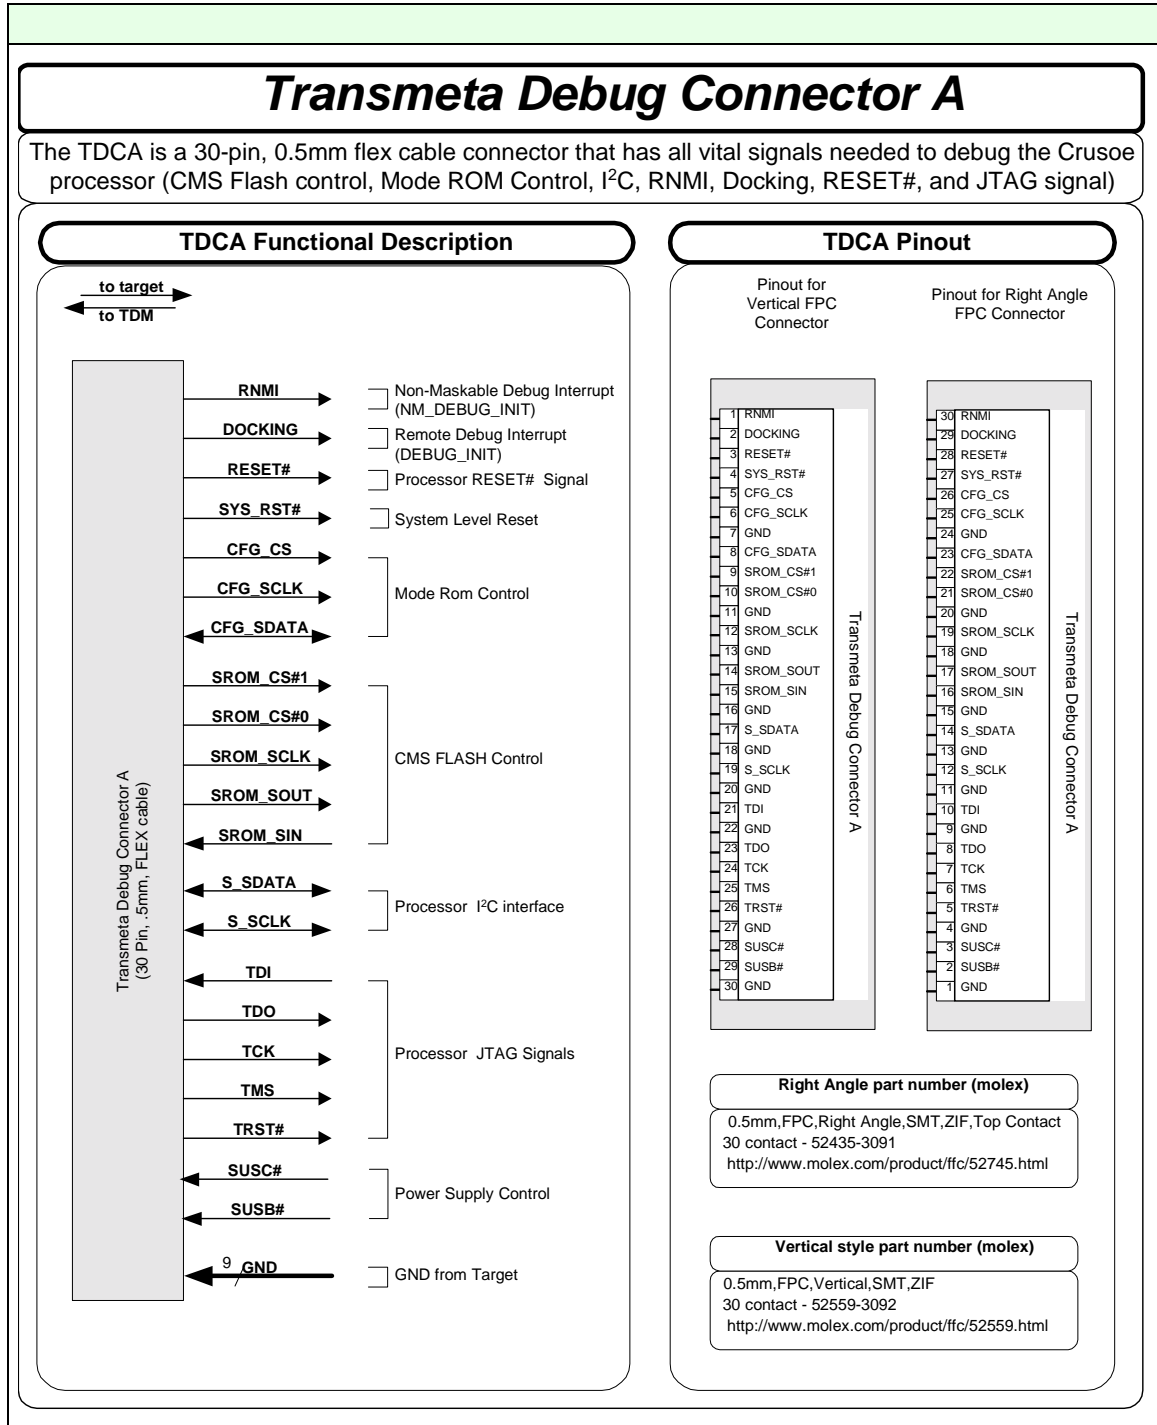 Transmeta Debug Connector A
The TDCA is a 30-pin, 0.5mm flex cable connector that has all vital signals needed to debug the Crusoe
processor (CMS Flash control, Mode ROM Control, I²C, RNMI, Docking, RESET#, and JTAG signal)
TDCA Functional Description
to target
to TDM
Transmeta Debug Connector A
(30 Pin, .5mm, FLEX cable)
RNMI
Non-Maskable Debug Interrupt
(NM_DEBUG_INIT)
DOCKING
Remote Debug Interrupt
(DEBUG_INIT)
RESET#
Processor RESET# Signal
SYS_RST#
System Level Reset
CFG_CS
CFG_SCLK
CFG_SDATA
Mode Rom Control
SROM_CS#1
SROM_CS#0
SROM_SCLK
SROM_SOUT
SROM_SIN
CMS FLASH Control
S_SDATA
S_SCLK
Processor I²C interface
TDI
TDO
TCK
TMS
TRST#
Processor JTAG Signals
SUSC#
SUSB#
Power Supply Control
9 GND
GND from Target
TDCA Pinout
Pinout for
Vertical FPC
Connector
1 RNMI
2 DOCKING
3 RESET#
4 SYS_RST#
5 CFG_CS
6 CFG_SCLK
7 GND
8 CFG_SDATA
9 SROM_CS#1
10 SROM_CS#0
11 GND
12 SROM_SCLK
13 GND
14 SROM_SOUT
15 SROM_SIN
16 GND
17 S_SDATA
18 GND
19 S_SCLK
20 GND
21 TDI
22 GND
23 TDO
24 TCK
25 TMS
26 TRST#
27 GND
28 SUSC#
29 SUSB#
30 GND
Transmeta Debug Connector A
Pinout for Right Angle
FPC Connector
30 RNMI
29 DOCKING
28 RESET#
27 SYS_RST#
26 CFG_CS
25 CFG_SCLK
24 GND
23 CFG_SDATA
22 SROM_CS#1
21 SROM_CS#0
20 GND
19 SROM_SCLK
18 GND
17 SROM_SOUT
16 SROM_SIN
15 GND
14 S_SDATA
13 GND
12 S_SCLK
11 GND
10 TDI
9 GND
8 TDO
7 TCK
6 TMS
5 TRST#
4 GND
3 SUSC#
2 SUSB#
1 GND
Transmeta Debug Connector A
Right Angle part number (molex)
0.5mm,FPC,Right Angle,SMT,ZIF,Top Contact
30 contact - 52435-3091
http://www.molex.com/product/ffc/52745.html
Vertical style part number (molex)
0.5mm,FPC,Vertical,SMT,ZIF
30 contact - 52559-3092
http://www.molex.com/product/ffc/52559.html